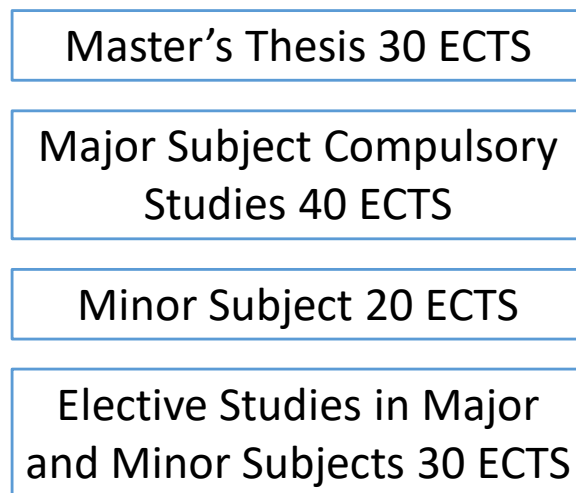 Master’s Thesis 30 ECTS
Major Subject Compulsory
Studies 40 ECTS
Minor Subject 20 ECTS
Elective Studies in Major
and Minor Subjects 30 ECTS